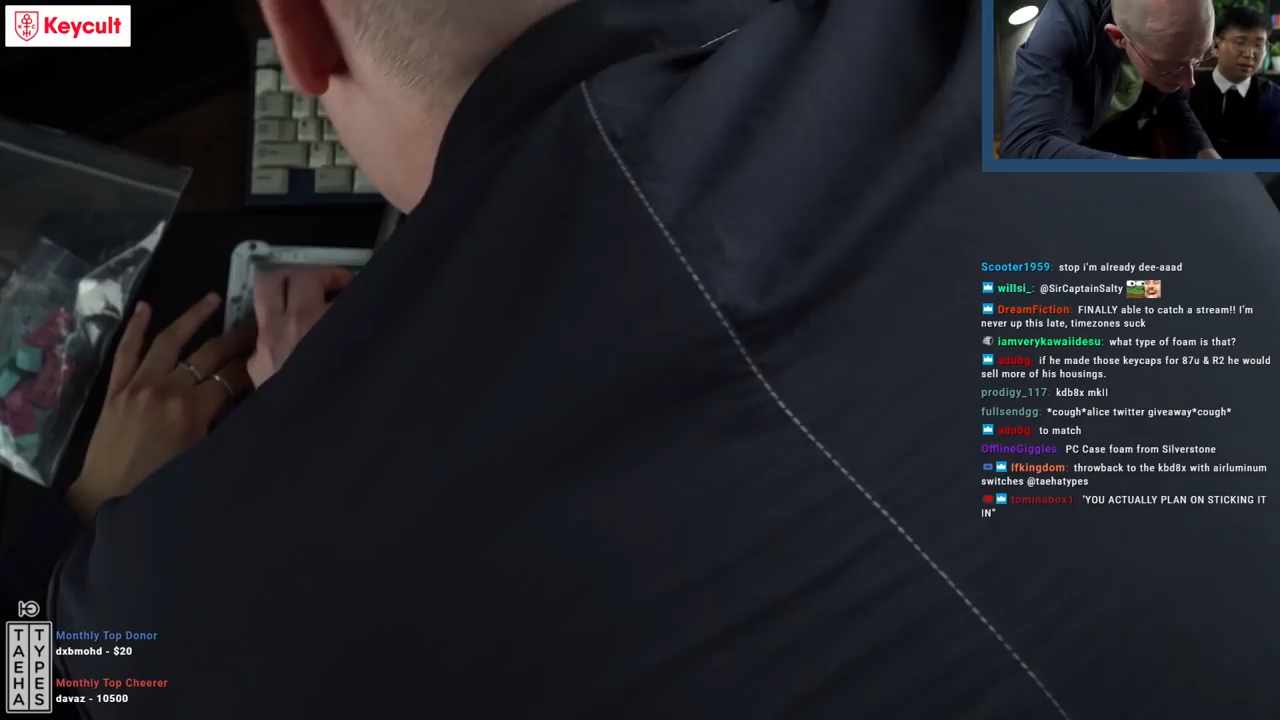 Keycult
Scooter1959: stop i'm already dee-aaad
willsi_: @SirCaptainSalty
DreamFiction: FINALLY able to catch a stream!! I'm
never up this late, timezones suck
iamverykawaiidesu: what type of foam is that?
adubg: if he made those keycaps for 87u & R2 he would
sell more of his housings.
prodigy_117: kdb8x mkII
fullsendgg: *cough*alice twitter giveaway*cough*
adubg: to match
OfflineGiggles: PC Case foam from Silverstone
lfkingdom: throwback to the kbd8x with airluminum
switches @taehatypes
tominabox1: 'YOU ACTUALLY PLAN ON STICKING IT
IN"
TAEHA
TYPES
Monthly Top Donor
dxbmohd - $20
Monthly Top Cheerer
davaz - 10500